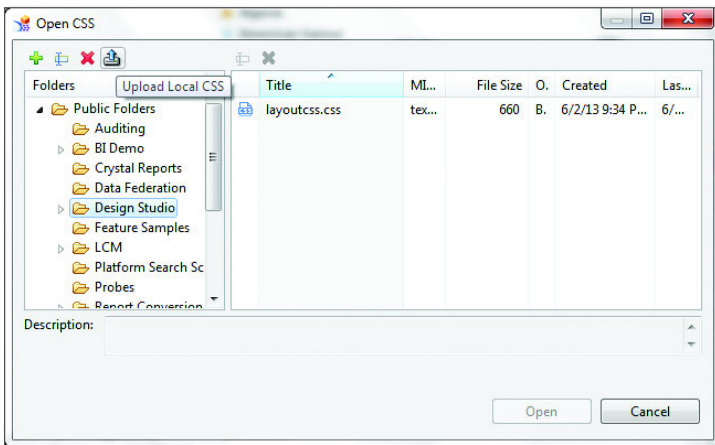 Open CSS
Upload Local CSS
Folders
Title MI... File Size O. Created Las...
Public Folders
Auditing
BI Demo
Crystal Reports
Data Federation
Design Studio
Feature Samples
LCM
Platform Search Sc
Probes
Report Conversion
layoutcss.css tex... 660 B. 6/2/13 9:34 P... 6/...
Description:
Open Cancel